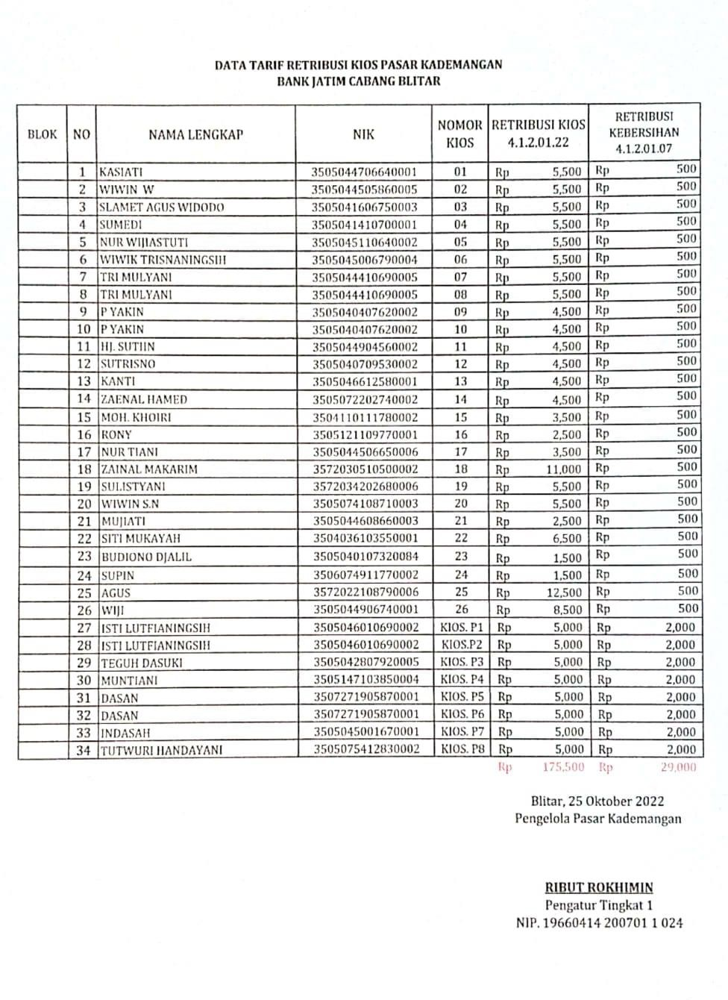 DATA TARIF RETRIBUSI KIOS PASAR KADEMANGAN
BANK JATIM CABANG BLITAR
BLOK NO NAMA LENGKAP NIK NOMOR KIOS RETRIBUSI KIOS 4.1.2.01.22 RETRIBUSI KEBERSIHAN 4.1.2.01.07
1 KASIATI 3505044706640001 01 Rp 5,500 Rp 500
2 WIWIN W 3505044505860005 02 Rp 5,500 Rp 500
3 SLAMET AGUS WIDODO 3505041606750003 03 Rp 5,500 Rp 500
4 SUMEDI 3505041410700001 04 Rp 5,500 Rp 500
5 NUR WIJIASTUTI 3505045110640002 05 Rp 5,500 Rp 500
6 WIWIK TRISNANINGSIH 3505045006790004 06 Rp 5,500 Rp 500
7 TRI MULYANI 3505044410690005 07 Rp 5,500 Rp 500
8 TRI MULYANI 3505044410690005 08 Rp 5,500 Rp 500
9 P YAKIN 3505040407620002 09 Rp 4,500 Rp 500
10 P YAKIN 3505040407620002 10 Rp 4,500 Rp 500
11 HJ. SUTIIN 3505044904560002 11 Rp 4,500 Rp 500
12 SUTRISNO 3505040709530002 12 Rp 4,500 Rp 500
13 KANTI 3505046612580001 13 Rp 4,500 Rp 500
14 ZAENAL HAMED 3505072202740002 14 Rp 4,500 Rp 500
15 MOH. KHOIRI 3504110111780002 15 Rp 3,500 Rp 500
16 RONY 3505121109770001 16 Rp 2,500 Rp 500
17 NUR TIANI 3505044506650006 17 Rp 3,500 Rp 500
18 ZAINAL MAKARIM 3572030510500002 18 Rp 11,000 Rp 500
19 SULISTYANI 3572034202680006 19 Rp 5,500 Rp 500
20 WIWIN S.N 3505074108710003 20 Rp 5,500 Rp 500
21 MUJIATI 3505044608660003 21 Rp 2,500 Rp 500
22 SITI MUKAYAH 3504036103550001 22 Rp 6,500 Rp 500
23 BUDIONO DJALIL 3505040107320084 23 Rp 1,500 Rp 500
24 SUPIN 3506074911770002 24 Rp 1,500 Rp 500
25 AGUS 3572022108790006 25 Rp 12,500 Rp 500
26 WIJI 3505044906740001 26 Rp 8,500 Rp 500
27 ISTI LUTFIANINGSIH 3505046010690002 KIOS. P1 Rp 5,000 Rp 2,000
28 ISTI LUTFIANINGSIH 3505046010690002 KIOS.P2 Rp 5,000 Rp 2,000
29 TEGUH DASUKI 3505042807920005 KIOS. P3 Rp 5,000 Rp 2,000
30 MUNTIANI 3505147103850004 KIOS. P4 Rp 5,000 Rp 2,000
31 DASAN 3507271905870001 KIOS. P5 Rp 5,000 Rp 2,000
32 DASAN 3507271905870001 KIOS. P6 Rp 5,000 Rp 2,000
33 INDASAH 3505045001670001 KIOS. P7 Rp 5,000 Rp 2,000
34 TUTWURI HANDAYANI 3505075412830002 KIOS. P8 Rp 5,000 Rp 2,000
Rp 175,500 Rp 29,000
Blitar, 25 Oktober 2022
Pengelola Pasar Kademangan
RIBUT ROKHIMIN
Pengatur Tingkat 1
NIP. 19660414 200701 1 024